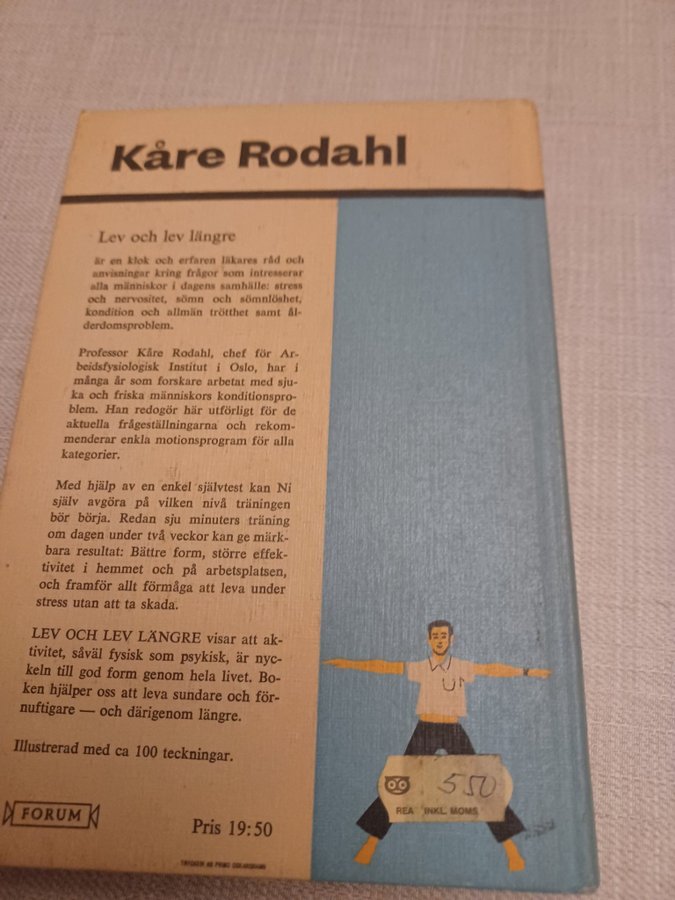 Kåre Rodahl
Lev och lev längre
är en klok och erfaren läkares råd och
anvisningar kring frågor som intresserar
alla människor i dagens samhälle: stress
och nervositet, sömn och sömnlöshet,
kondition och allmän trötthet samt ål-
derdomsproblem.
Professor Kåre Rodahl, chef för Ar-
beidsfysiologisk Institut i Oslo, har i
många år som forskare arbetat med sju-
ka och friska människors konditionspro-
blem. Han redogör här utförligt för de
aktuella frågeställningarna och rekom-
menderar enkla motionsprogram för alla
kategorier.
Med hjälp av en enkel självtest kan Ni
själv avgöra på vilken nivå träningen
bör börja. Redan sju minuters träning
om dagen under två veckor kan ge märk-
bara resultat: Bättre form, större effek-
tivitet i hemmet och på arbetsplatsen,
och framför allt förmåga att leva under
stress utan att ta skada.
LEV OCH LEV LÄNGRE visar att ak-
tivitet, såväl fysisk som psykisk, är nyc-
keln till god form genom hela livet. Bo-
ken hjälper oss att leva sundare och för-
nuftigare — och därigenom längre.
Illustrerad med ca 100 teckningar.
FORUM
Pris 19:50
550
REA INKL. MOMS